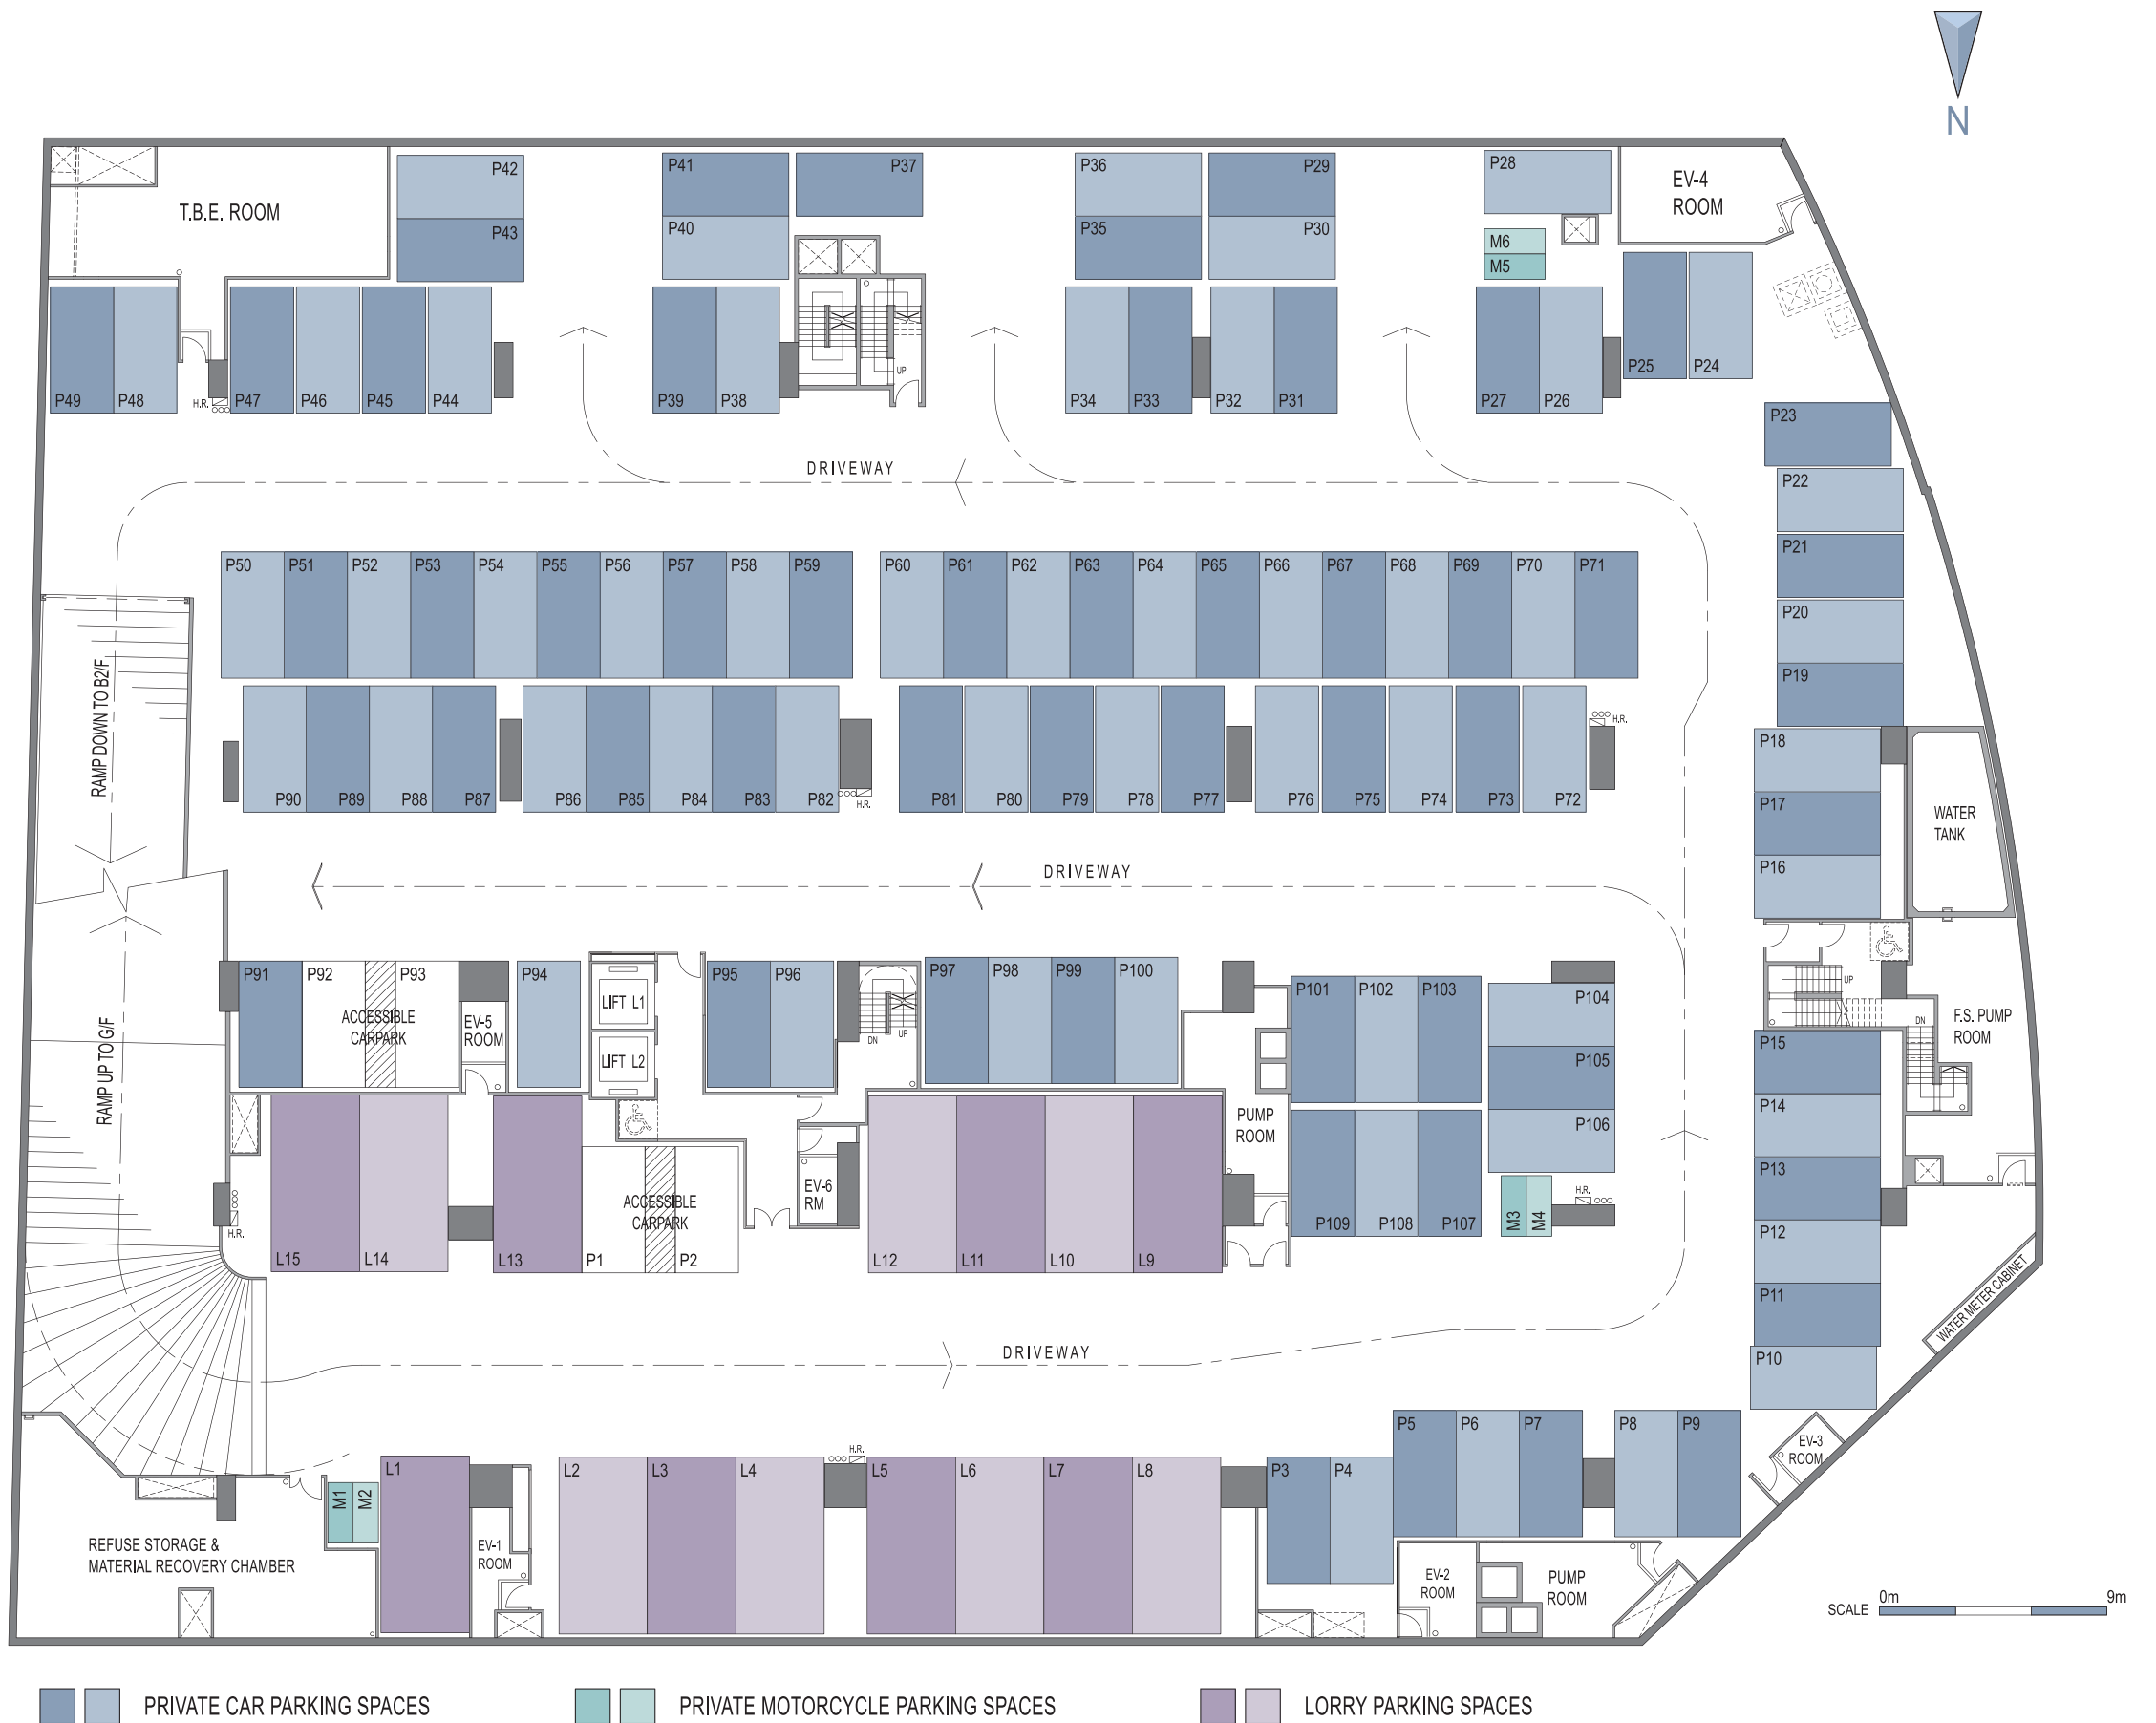 N
P42
P41
P37
P36
P29
P28
EV-4
ROOM
T.B.E. ROOM
P43
P40
P35
P30
M6
M5
P49
P48
H.R.
P47
P46
P45
P44
P39
P38
UP
P34
P33
P32
P31
P27
P26
P25
P24
P23
DRIVEWAY
P22
P21
P20
P19
P50
P51
P52
P53
P54
P55
P56
P57
P58
P59
P60
P61
P62
P63
P64
P65
P66
P67
P68
P69
P70
P71
RAMP DOWN TO B2/F
H.R.
P90
P89
P88
P87
P86
P85
P84
P83
P82
H.R.
P81
P80
P79
P78
P77
P76
P75
P74
P73
P72
P18
P17
P16
WATER
TANK
DRIVEWAY
P91
P92
P93
ACCESSIBLE
CARPARK
EV-5
ROOM
P94
LIFT L1
LIFT L2
P95
P96
DN
UP
P97
P98
P99
P100
P101
P102
P103
P104
P105
P106
UP
DN
F.S. PUMP
ROOM
RAMP UP TO G/F
P15
P14
P13
P12
P11
P10
PUMP
ROOM
H.R.
L15
L14
L13
P1
ACCESSIBLE
CARPARK
P2
EV-6
RM
L12
L11
L10
L9
P109
P108
P107
M3
M4
H.R.
WATER METER CABINET
DRIVEWAY
P5
P6
P7
P8
P9
EV-3
ROOM
L1
L2
L3
L4
H.R.
L5
L6
L7
L8
P3
P4
M1
M2
REFUSE STORAGE &
MATERIAL RECOVERY CHAMBER
EV-1
ROOM
EV-2
ROOM
PUMP
ROOM
SCALE
0m
9m
PRIVATE CAR PARKING SPACES
PRIVATE MOTORCYCLE PARKING SPACES
LORRY PARKING SPACES